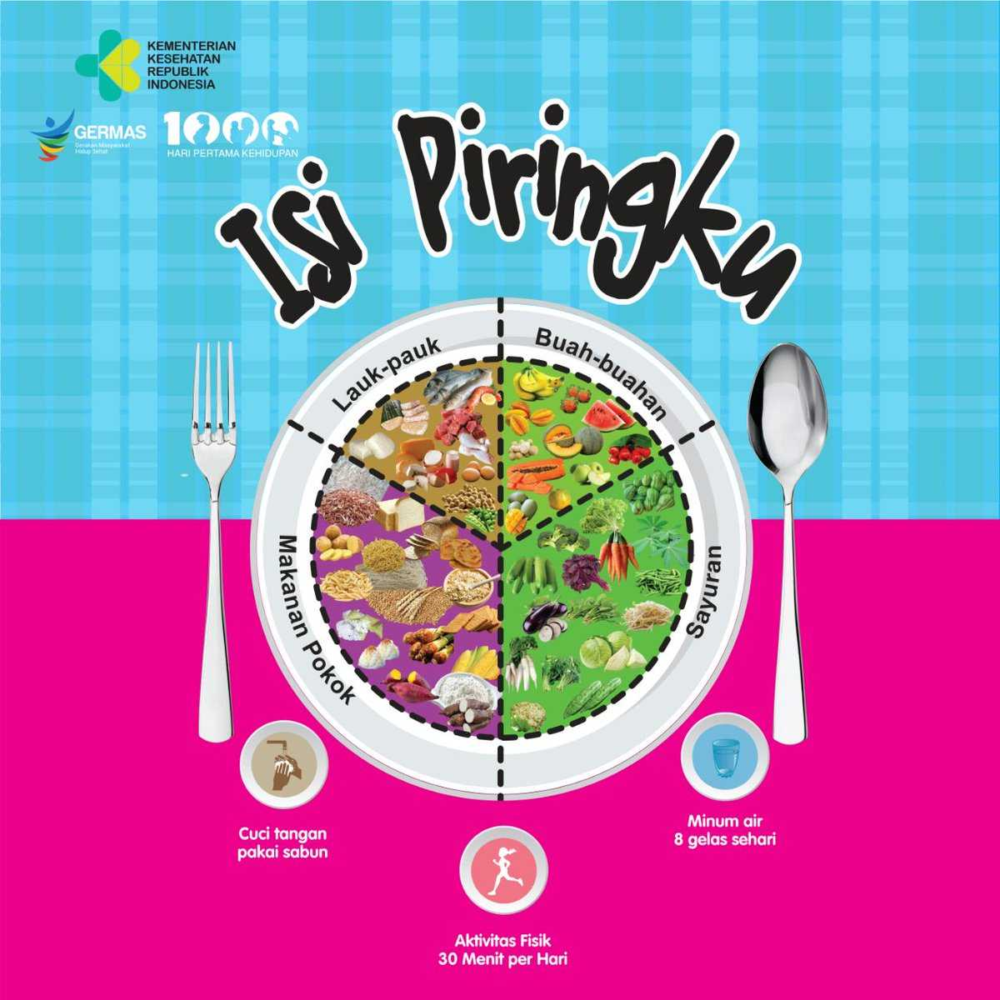 KEMENTERIAN
KESEHATAN
REPUBLIK
INDONESIA
GERMAS
Gerakan Masyarakat
Hidup Sehat
1000
HARI PERTAMA KEHIDUPAN
Isi Piringku
Lauk-pauk
Buah-buahan
Makanan Pokok
Sayuran
Cuci tangan
pakai sabun
Minum air
8 gelas sehari
Aktivitas Fisik
30 Menit per Hari